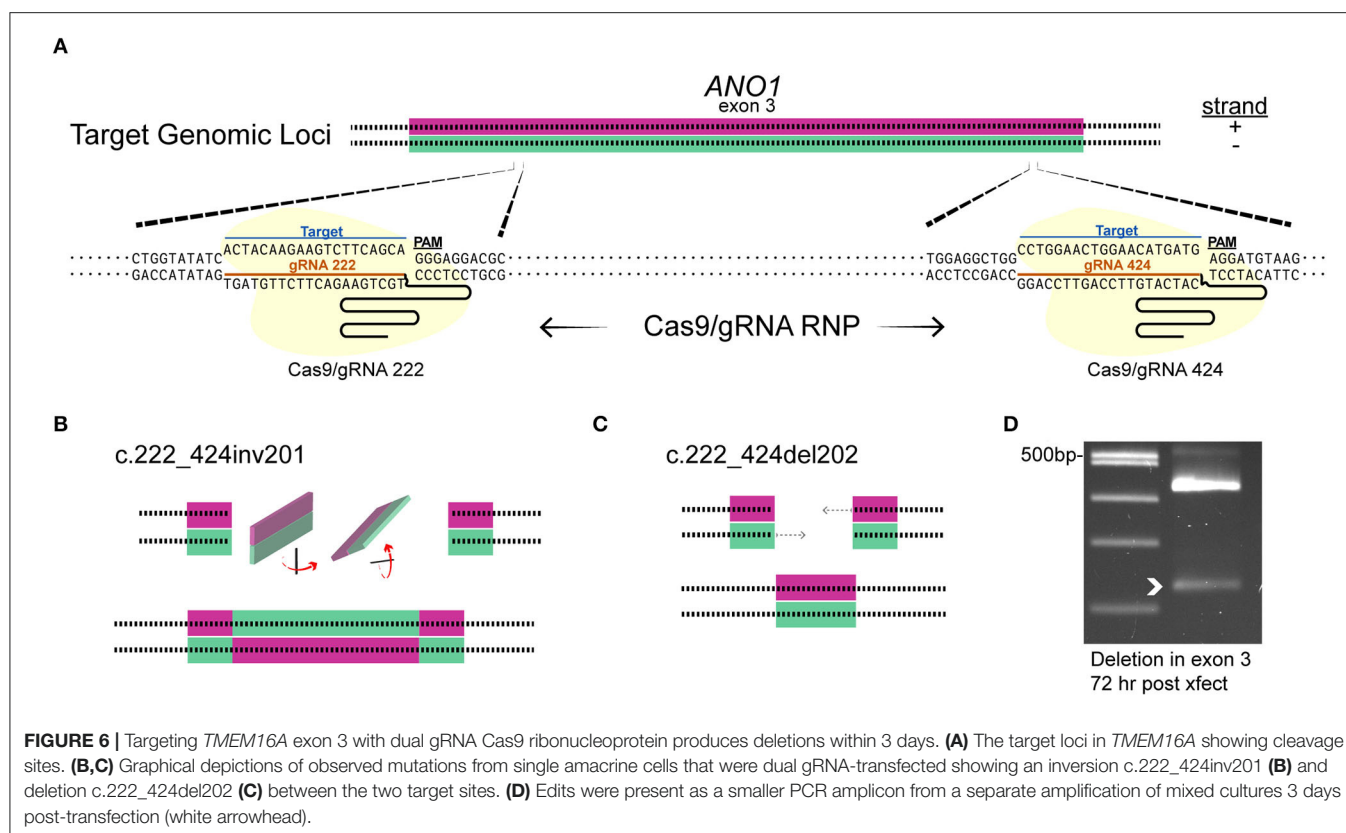 A
ANO1
exon 3
strand
Target Genomic Loci
+
-
Target
PAM
Target
PAM
ACTACAAGAAGTCTTCAGCA
CCTGGAACTGGAACATGATG
CTGGTATATC
GGGAGGACGC
TGGAGGCTGG
AGGATGTAAG
gRNA 222
gRNA 424
GACCATATAG
CCCTCCTGCG
ACCTCCGACC
TCCTACATTC
TGATGTTCTTCAGAAGTCGT
GGACCTTGACCTTGTACTAC
Cas9/gRNA RNP
Cas9/gRNA 222
Cas9/gRNA 424
B
c.222_424inv201
C
c.222_424del202
D
500bp-
Deletion in exon 3
72 hr post xfect
FIGURE 6 | Targeting TMEM16A exon 3 with dual gRNA Cas9 ribonucleoprotein produces deletions within 3 days. (A) The target loci in TMEM16A showing cleavage
sites. (B,C) Graphical depictions of observed mutations from single amacrine cells that were dual gRNA-transfected showing an inversion c.222_424inv201 (B) and
deletion c.222_424del202 (C) between the two target sites. (D) Edits were present as a smaller PCR amplicon from a separate amplification of mixed cultures 3 days
post-transfection (white arrowhead).